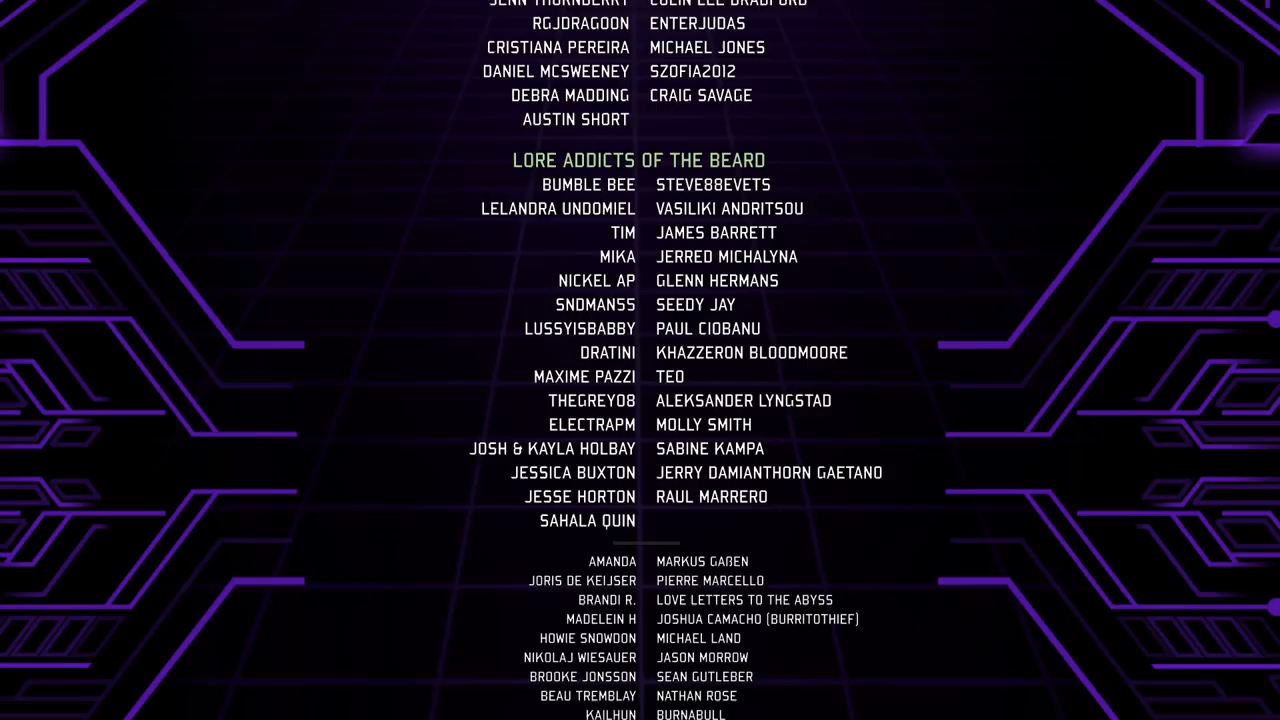 JENN THORNBERRY COLIN LEE BRADFORD
RGJDRAGOON ENTERJUDAS
CRISTIANA PEREIRA MICHAEL JONES
DANIEL MCSWEENEY SZOFIA2012
DEBRA MADDING CRAIG SAVAGE
AUSTIN SHORT
LORE ADDICTS OF THE BEARD
BUMBLE BEE STEVE88EVETS
LELANDRA UNDOMIEL VASILIKI ANDRITSOU
TIM JAMES BARRETT
MIKA JERRED MICHALYNA
NICKEL AP GLENN HERMANS
SNDMAN55 SEEDY JAY
LUSSYISBABBY PAUL CIOBANU
DRATINI KHAZZERON BLOODMOORE
MAXIME PAZZI TEO
THEGREY08 ALEKSANDER LYNGSTAD
ELECTRAPM MOLLY SMITH
JOSH & KAYLA HOLBAY SABINE KAMPA
JESSICA BUXTON JERRY DAMIANTHORN GAETANO
JESSE HORTON RAUL MARRERO
SAHALA QUIN
AMANDA MARKUS GAßEN
JORIS DE KEIJSER PIERRE MARCELLO
BRANDI R. LOVE LETTERS TO THE ABYSS
MADELEIN H JOSHUA CAMACHO (BURRITOTHIEF)
HOWIE SNOWDON MICHAEL LAND
NIKOLAJ WIESAUER JASON MORROW
BROOKE JONSSON SEAN GUTLEBER
BEAU TREMBLAY NATHAN ROSE
KAILHUN BURNABULL